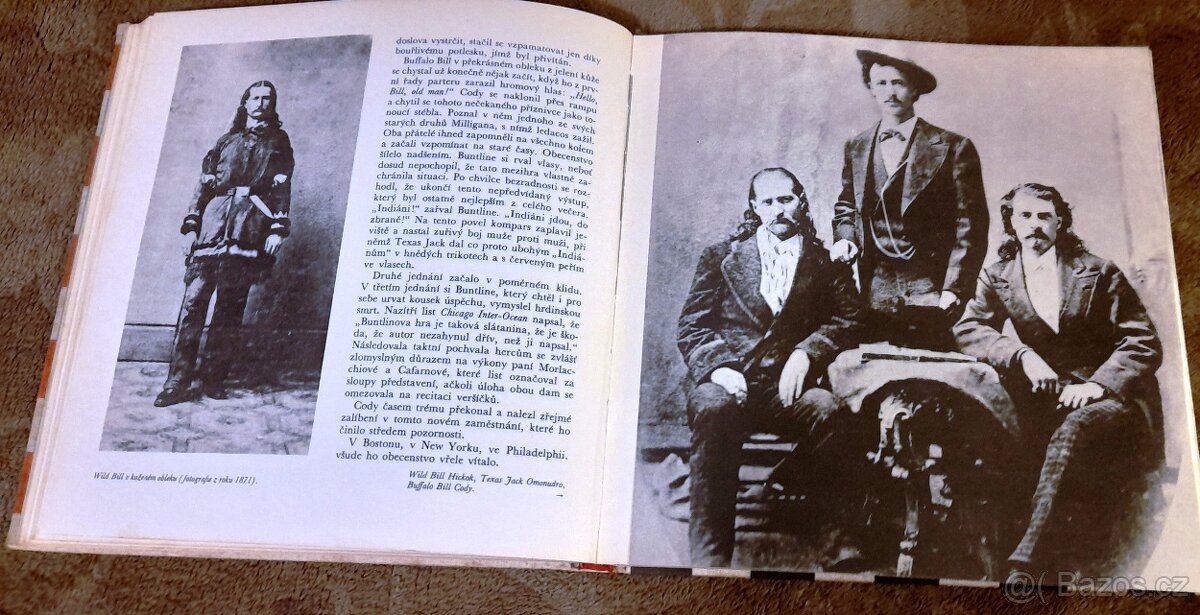 doslova vystrčit, stačil se vzpamatovat jen díky
bouřlivému potlesku, jímž byl přivítán.
Buffalo Bill v překrásném obleku z jelení kůže
se chystal už konečně nějak začít, když ho z prv-
ní řady parteru zarazil hromový hlas: „Hello,
Bill, old man!“ Cody se naklonil přes rampu
a chytil se tohoto nečekaného příznivce jako to-
noucí stébla. Poznal v něm jednoho ze svých
starých druhů Milligana, s nímž ledacos zažil.
Oba přátelé ihned zapomněli na všechno kolem
a začali vzpomínat na staré časy. Obecenstvo
šílelo nadšením. Buntline si rval vlasy, neboť
dosud nepochopil, že tato mezihra vlastně za-
chránila situaci. Po chvilce bezradnosti se roz-
hodl, že ukončí tento nepředvídaný výstup,
který byl ostatně nejlepším z celého večera.
„Indiáni!“ zařval Buntline. „Indiáni jdou, do
zbraně!“ Na tento povel kompars zaplavil je-
viště a nastal zuřivý boj muže proti muži, při
němž Texas Jack dal co proto ubohým „Indiá-
nům“ v hnědých trikotech a s červeným peřím
ve vlasech.
Druhé jednání začalo v poměrném klidu.
V třetím jednání si Buntline, který chtěl i pro
sebe urvat kousek úspěchu, vymyslel hrdinskou
smrt. Nazítří list Chicago Inter-Ocean napsal, že
„Buntlinova hra je taková slátanina, že je ško-
da, že autor nezahynul dřív, než ji napsal.“
Následovala taktní pochvala hercům se zvlášť
zlomyslným důrazem na výkony paní Morlac-
chiové a Cafarnové, které list označoval za
sloupy představení, ačkoli úloha obou dam se
omezovala na recitaci veršíčků.
Cody časem trému překonal a nalezl zřejmé
zalíbení v tomto novém zaměstnání, které ho
činilo středem pozornosti.
V Bostonu, v New Yorku, ve Philadelphii.
všude ho obecenstvo vřele vítalo.
Wild Bill v koženém obleku (fotografie z roku 1871).
Wild Bill Hickok, Texas Jack Omonudro,
Buffalo Bill Cody.
→
@( Bazos.cz